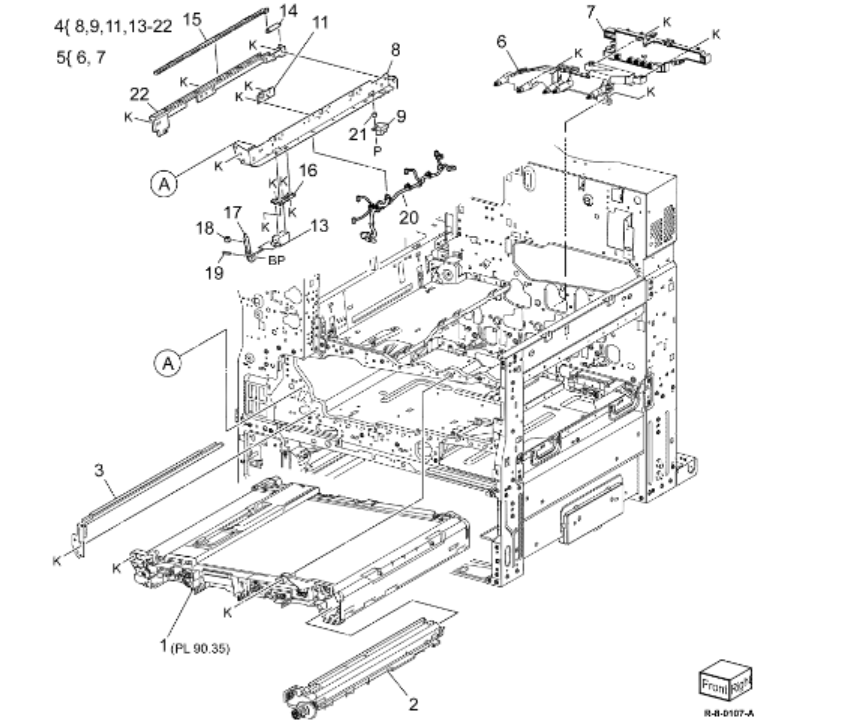 4{ 8,9,11,13-22
5{ 6, 7
15
14
K
11
8
K
K
K
22
K
K
21
9
P
K
A
K K
16
K
K
17
18
13
19
BP
20
7
K
K
6
K
K
A
3
K
K
K
1 (PL 90.35)
2
Front
Right
R-8-0107-A